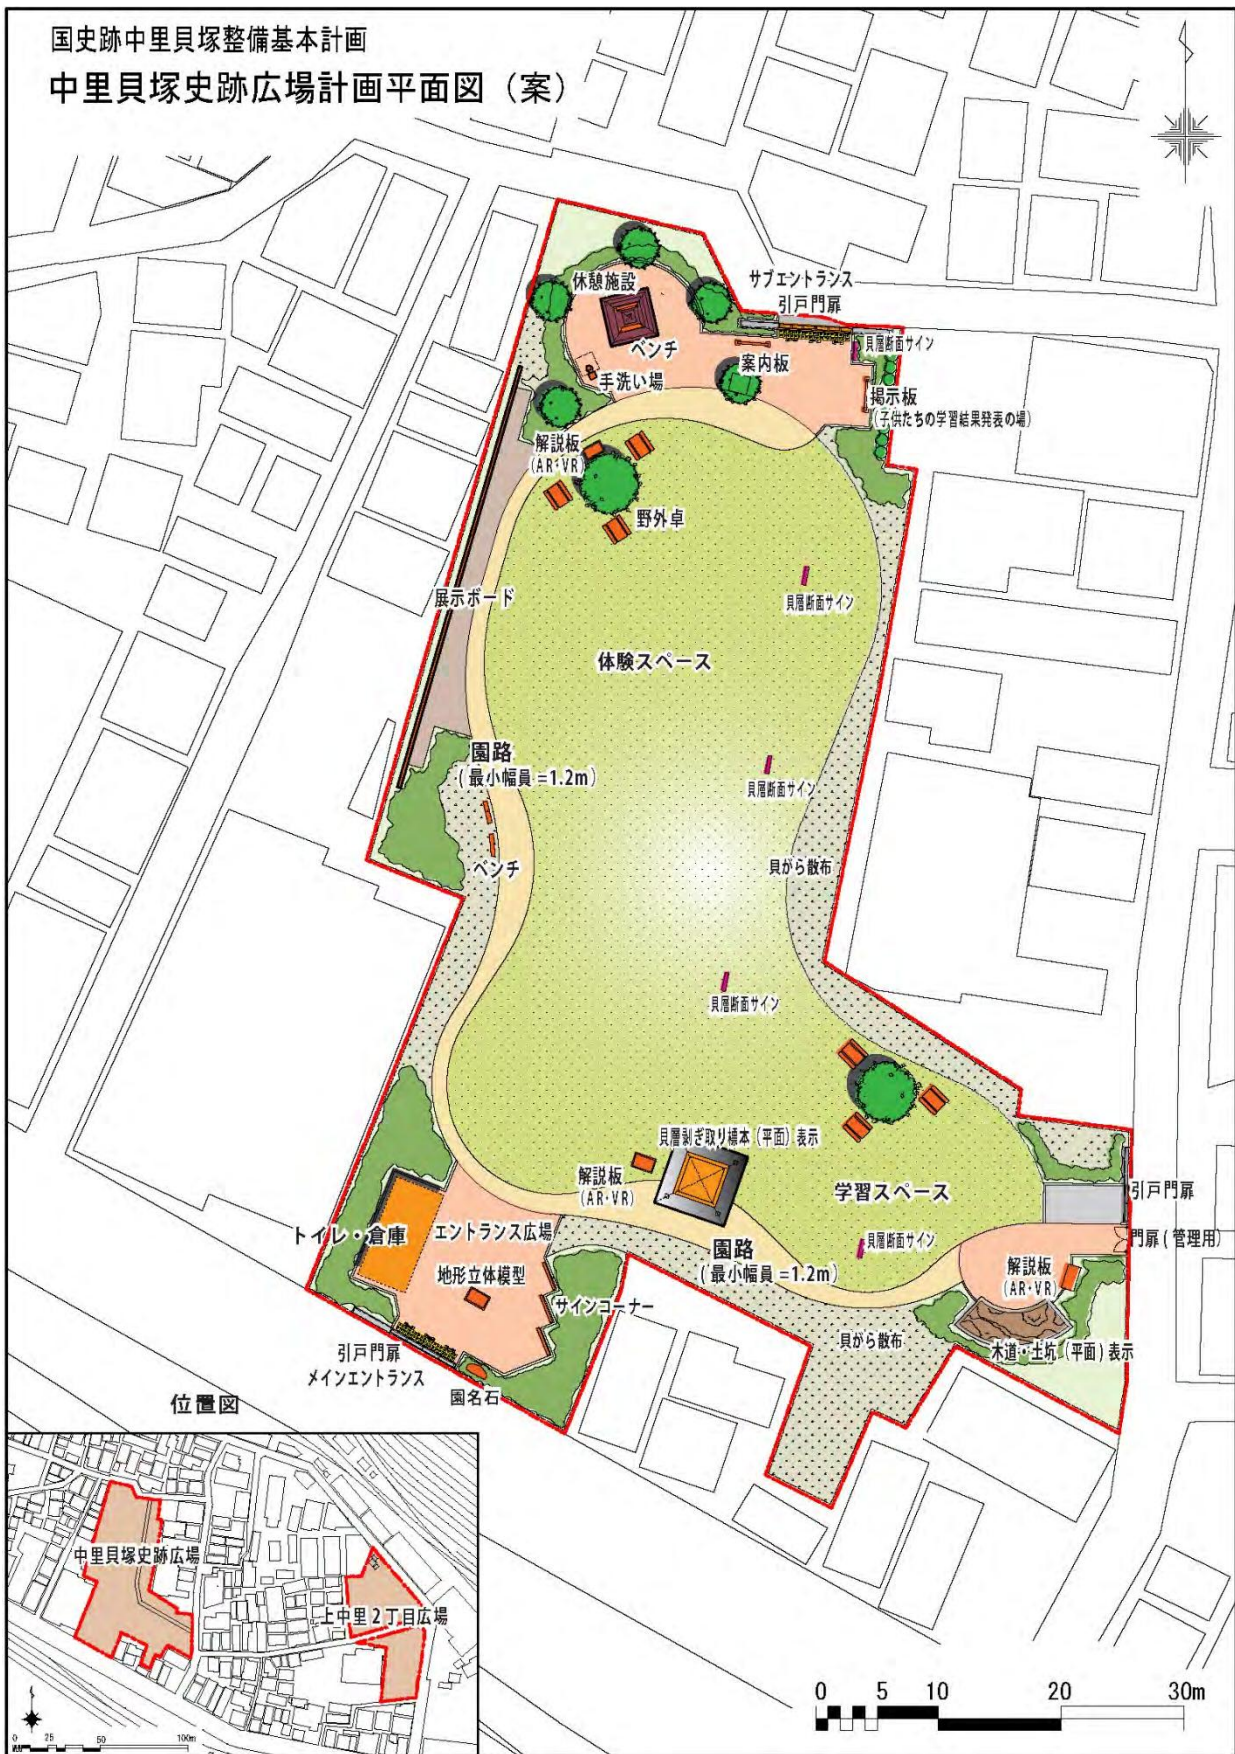 国史跡中里貝塚整備基本計画
中里貝塚史跡広場計画平面図（案）
サブエントランス
引戸門扉
休憩施設
貝層断面サイン
ベンチ
案内板
手洗い場
掲示板
（子供たちの学習結果発表の場）
解説板
(AR・VR)
野外卓
展示ボード
貝層断面サイン
体験スペース
園路
(最小幅員=1.2m)
貝層断面サイン
ベンチ
貝がら散布
貝層断面サイン
貝層剥ぎ取り標本（平面）表示
解説板
(AR・VR)
学習スペース
引戸門扉
トイレ・倉庫
エントランス広場
貝層断面サイン
門扉(管理用)
園路
(最小幅員=1.2m)
解説板
(AR・VR)
地形立体模型
サインコーナー
貝がら散布
木道・土坑（平面）表示
引戸門扉
メインエントランス
園名石
位置図
中里貝塚史跡広場
上中里2丁目広場
0 5 10 20 30m
0 25 50 100m